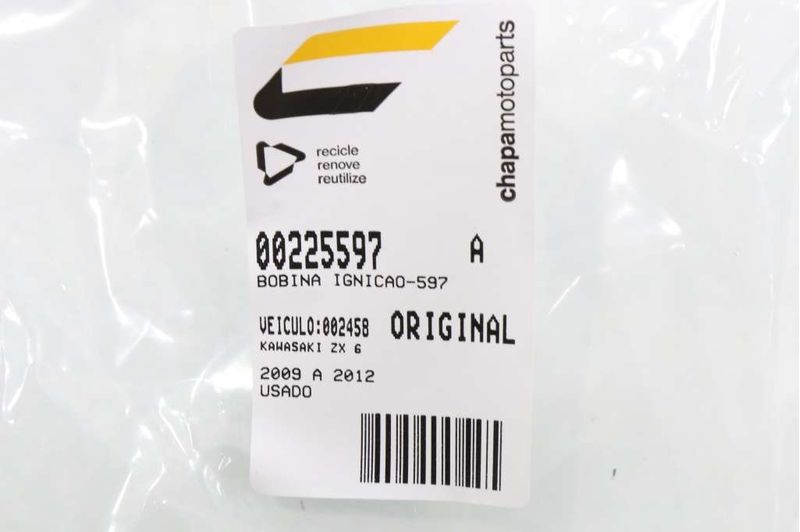 chapamotoparts
recicle
renove
reutilize
00225597 A
BOBINA IGNICAO-597
VEICULO:002458 ORIGINAL
KAWASAKI ZX 6
2009 A 2012
USADO